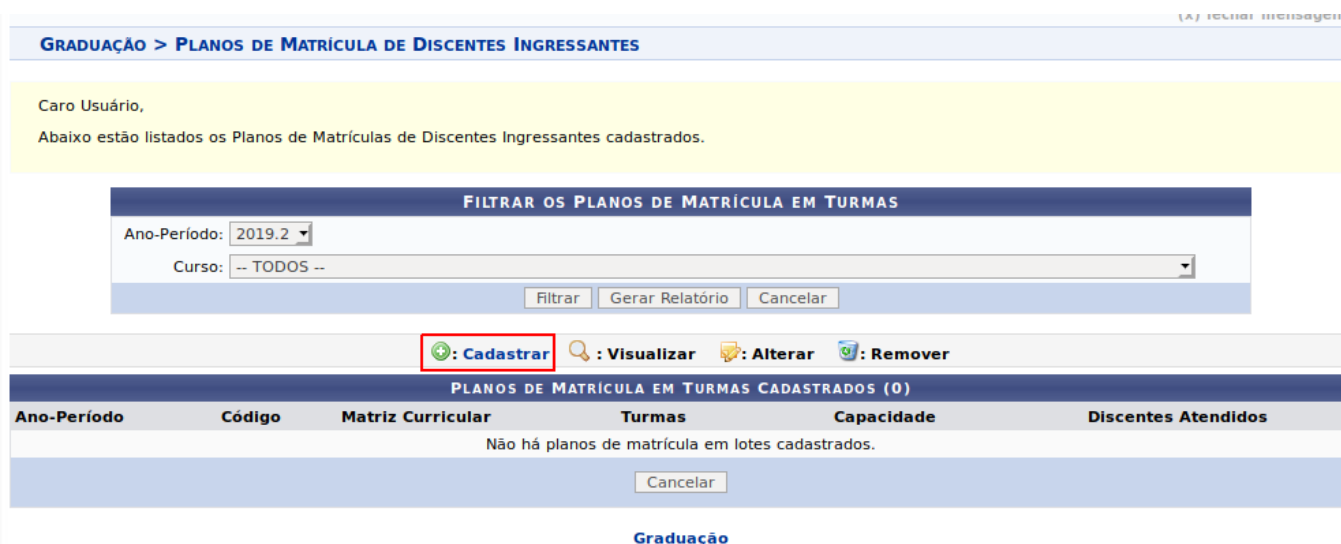 (x) fechar mensagem
GRADUAÇÃO > PLANOS DE MATRÍCULA DE DISCENTES INGRESSANTES
Caro Usuário,
Abaixo estão listados os Planos de Matrículas de Discentes Ingressantes cadastrados.
FILTRAR OS PLANOS DE MATRÍCULA EM TURMAS
Ano-Período: 2019.2
Curso: -- TODOS --
Filtrar Gerar Relatório Cancelar
: Cadastrar : Visualizar : Alterar : Remover
PLANOS DE MATRÍCULA EM TURMAS CADASTRADOS (0)
Ano-Período Código Matriz Curricular Turmas Capacidade Discentes Atendidos
Não há planos de matrícula em lotes cadastrados.
Cancelar
Graduação